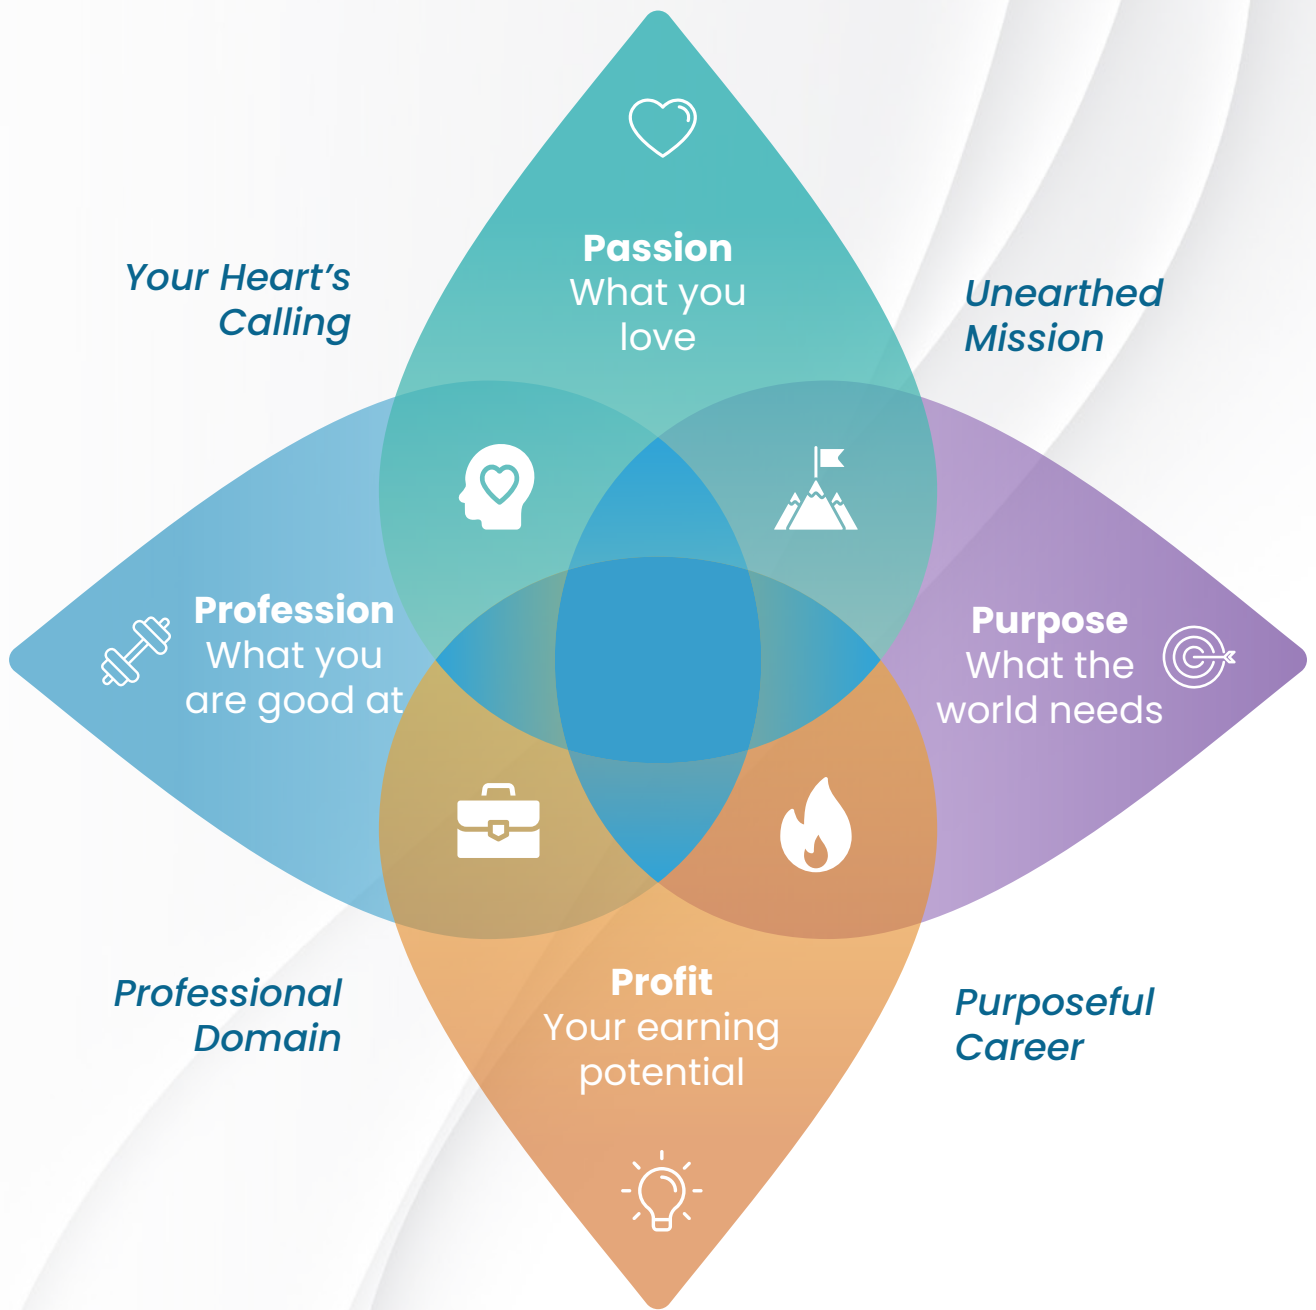 Passion
What you
love
Your Heart’s
Calling
Unearthed
Mission
Profession
What you
are good at
Purpose
What the
world needs
Profit
Your earning
potential
Professional
Domain
Purposeful
Career